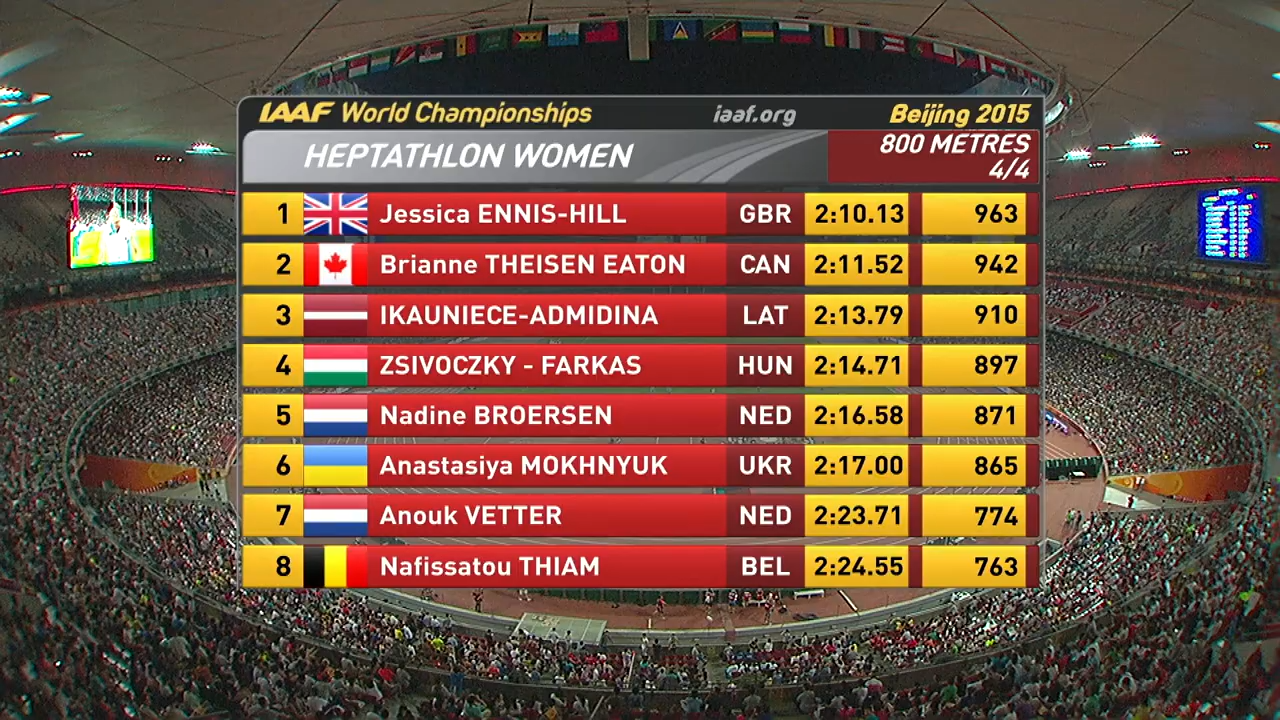 IAAF World Championships iaaf.org Beijing 2015
HEPTATHLON WOMEN 800 METRES
4/4
1 Jessica ENNIS-HILL GBR 2:10.13 963
2 Brianne THEISEN EATON CAN 2:11.52 942
3 IKAUNIECE-ADMIDINA LAT 2:13.79 910
4 ZSIVOCZKY - FARKAS HUN 2:14.71 897
5 Nadine BROERSEN NED 2:16.58 871
6 Anastasiya MOKHNYUK UKR 2:17.00 865
7 Anouk VETTER NED 2:23.71 774
8 Nafissatou THIAM BEL 2:24.55 763